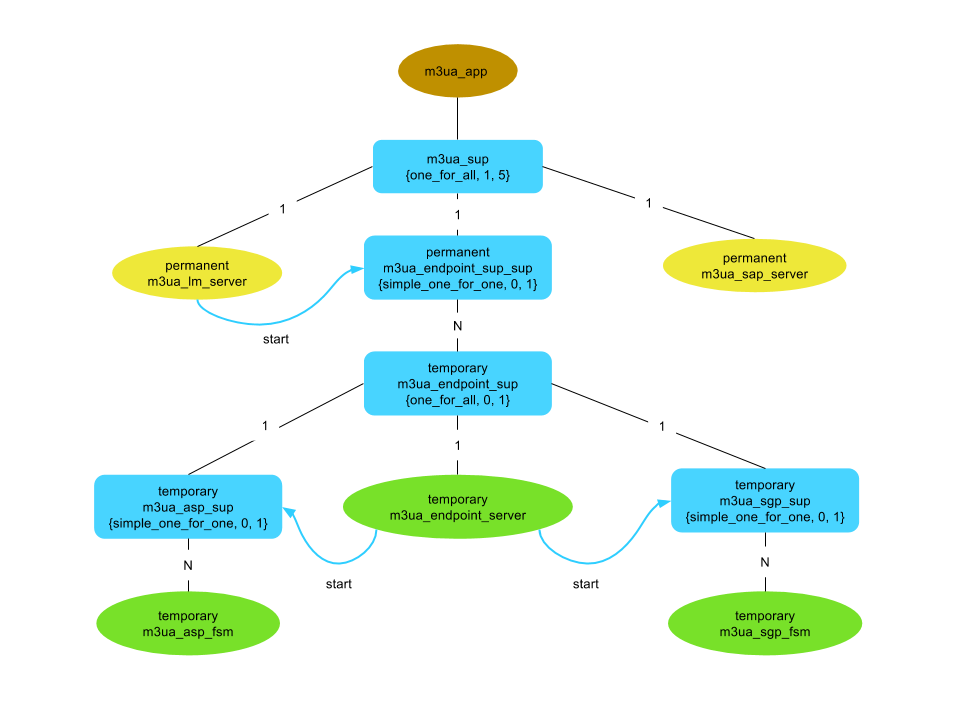 m3ua_app
m3ua_sup
{one_for_all, 1, 5}
1
1
1
permanent
m3ua_lm_server
permanent
m3ua_endpoint_sup_sup
{simple_one_for_one, 0, 1}
permanent
m3ua_sap_server
start
N
temporary
m3ua_endpoint_sup
{one_for_all, 0, 1}
1
1
1
temporary
m3ua_asp_sup
{simple_one_for_one, 0, 1}
temporary
m3ua_endpoint_server
temporary
m3ua_sgp_sup
{simple_one_for_one, 0, 1}
start
start
N
N
temporary
m3ua_asp_fsm
temporary
m3ua_sgp_fsm